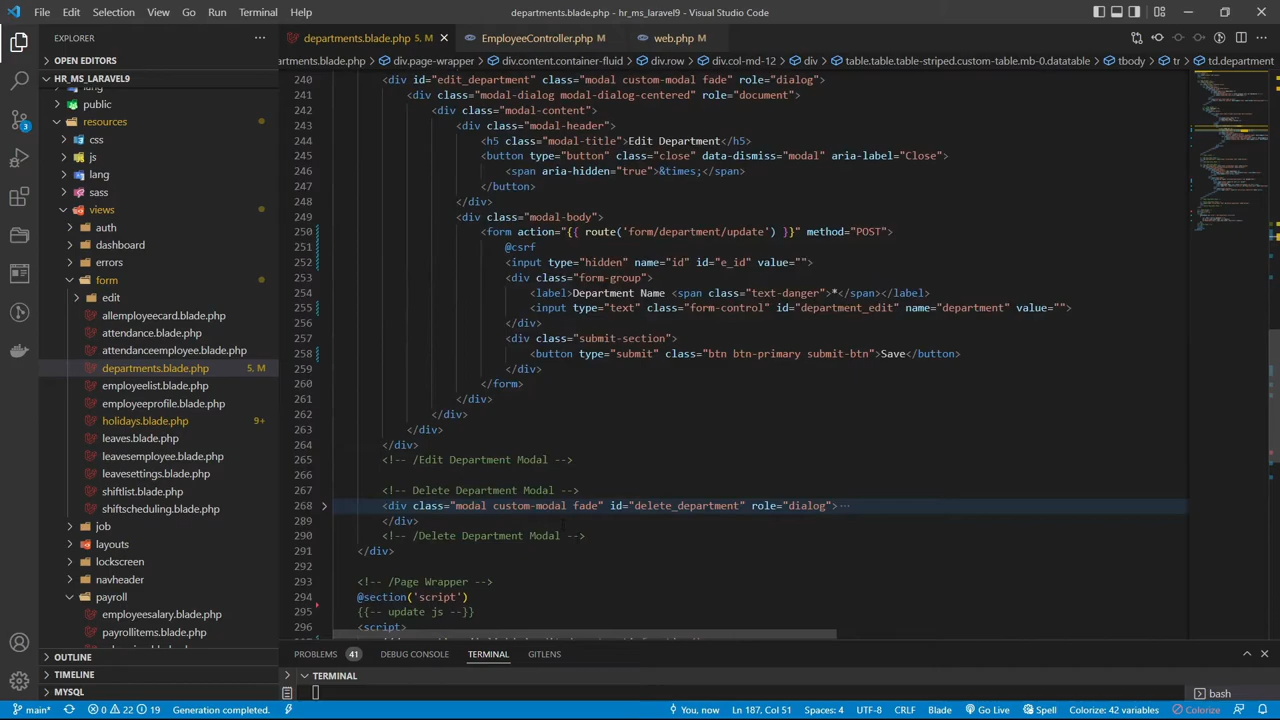 File Edit Selection View Go Run Terminal Help
departments.blade.php - hr_ms_laravel9 - Visual Studio Code
EXPLORER
OPEN EDITORS
HR_MS_LARAVEL9
lang
public
resources
css
js
lang
sass
views
auth
dashboard
errors
form
edit
allemployeecard.blade.php
attendance.blade.php
attendanceemployee.blade.php
departments.blade.php 5, M
employeelist.blade.php
employeeprofile.blade.php
holidays.blade.php 9+
leaves.blade.php
leavesemployee.blade.php
leavesettings.blade.php
shiftlist.blade.php
shiftscheduling.blade.php
job
layouts
lockscreen
navheader
payroll
employeesalary.blade.php
payrollitems.blade.php
OUTLINE
TIMELINE
MYSQL
3
departments.blade.php 5, M
EmployeeController.php M
web.php M
artments.blade.php > div.page-wrapper > div.content.container-fluid > div.row > div.col-md-12 > table.table.table-striped.custom-table.mb-0.datatable > tbody > tr > td.department
240 <div id="edit_department" class="modal custom-modal fade" role="dialog">
241 <div class="modal-dialog modal-dialog-centered" role="document">
242 <div class="modal-content">
243 <div class="modal-header">
244 <h5 class="modal-title">Edit Department</h5>
245 <button type="button" class="close" data-dismiss="modal" aria-label="Close">
246 <span aria-hidden="true">&times;</span>
247 </button>
248 </div>
249 <div class="modal-body">
250 <form action="{{ route('form/department/update') }}" method="POST">
251 @csrf
252 <input type="hidden" name="id" id="e_id" value="">
253 <div class="form-group">
254 <label>Department Name <span class="text-danger">*</span></label>
255 <input type="text" class="form-control" id="department_edit" name="department" value="">
256 </div>
257 <div class="submit-section">
258 <button type="submit" class="btn btn-primary submit-btn">Save</button>
259 </div>
260 </form>
261 </div>
262 </div>
263 </div>
264 </div>
265 <!-- /Edit Department Modal -->
266
267 <!-- Delete Department Modal -->
268 <div class="modal custom-modal fade" id="delete_department" role="dialog">···
289 </div>
290 <!-- /Delete Department Modal -->
291 </div>
292
293 <!-- /Page Wrapper -->
294 @section('script')
295 {{-- update js --}}
296 <script>
PROBLEMS 41 DEBUG CONSOLE TERMINAL GITLENS
TERMINAL
bash
main* 0 22 19 Generation completed. You, now Ln 187, Col 51 Spaces: 4 UTF-8 CRLF Blade Go Live Spell Colorize: 42 variables Colorize